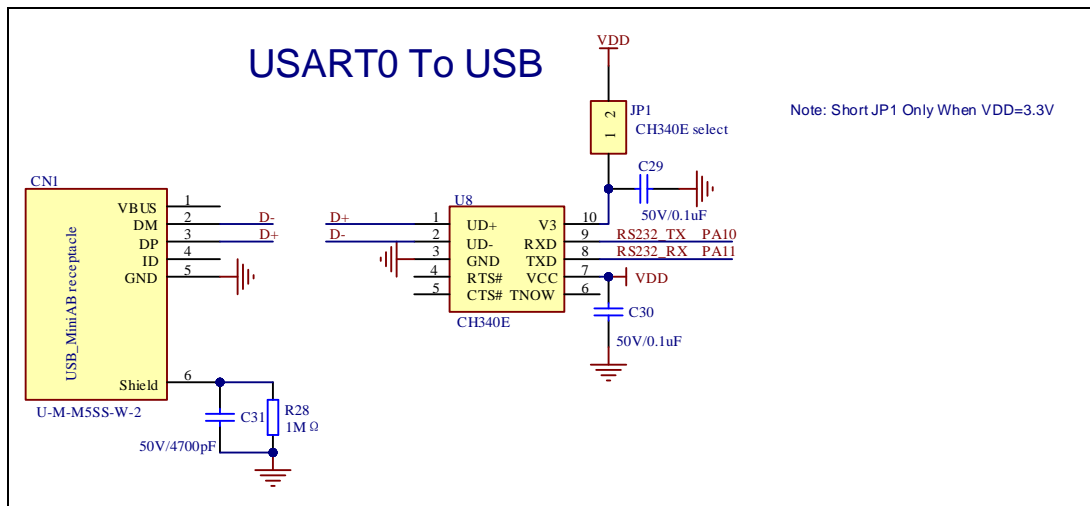 USART0 To USB
VDD
JP1
1 2
CH340E select
Note: Short JP1 Only When VDD=3.3V
C29
50V/0.1uF
CN1
USB_MiniAB receptacle
VBUS 1
DM 2 D-
DP 3 D+
ID 4
GND 5
Shield 6
U-M-M5SS-W-2
U8
D+ 1 UD+ V3 10
D- 2 UD- RXD 9 RS232_TX PA10
3 GND TXD 8 RS232_RX PA11
4 RTS# VCC 7 VDD
5 CTS# TNOW 6
CH340E
C30
50V/0.1uF
C31
50V/4700pF
R28
1MΩ